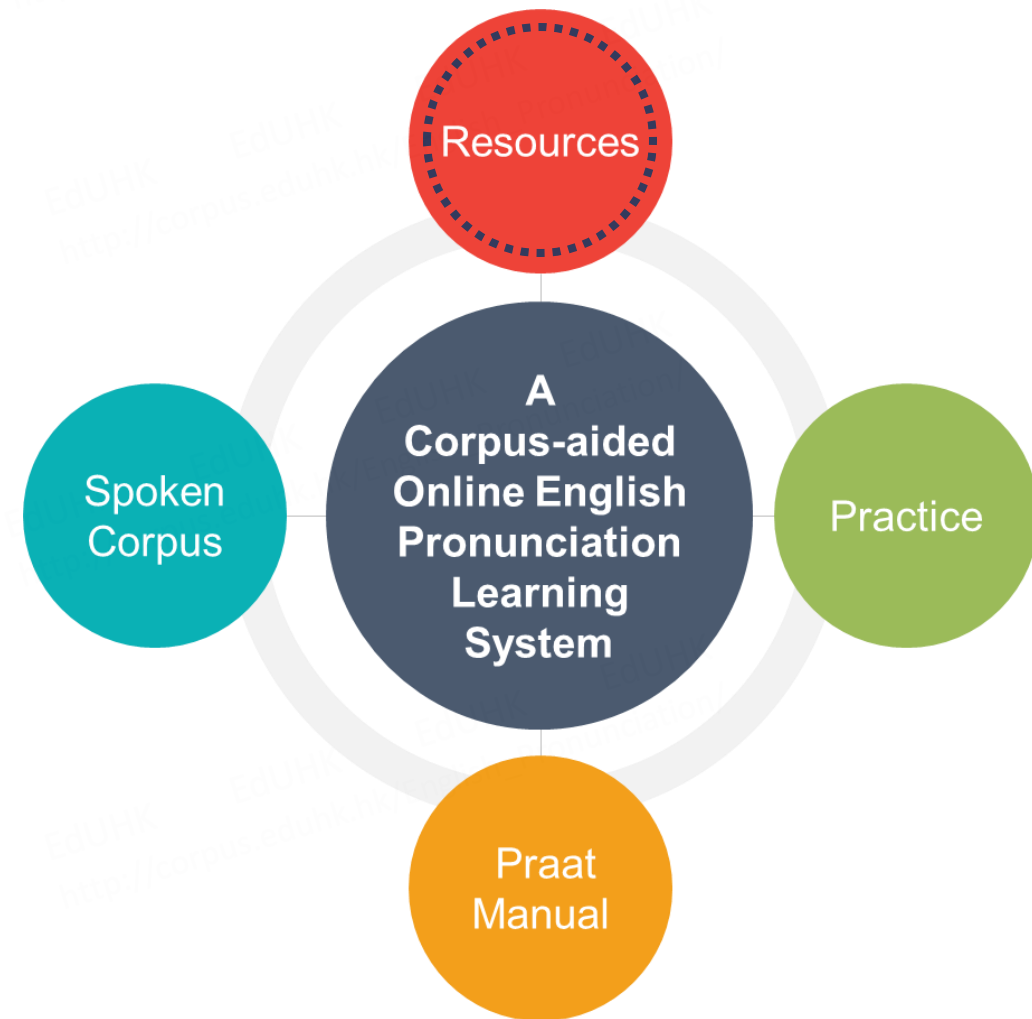 Resources
A
Corpus-aided
Online English
Pronunciation
Learning
System
Spoken
Corpus
Practice
Praat
Manual